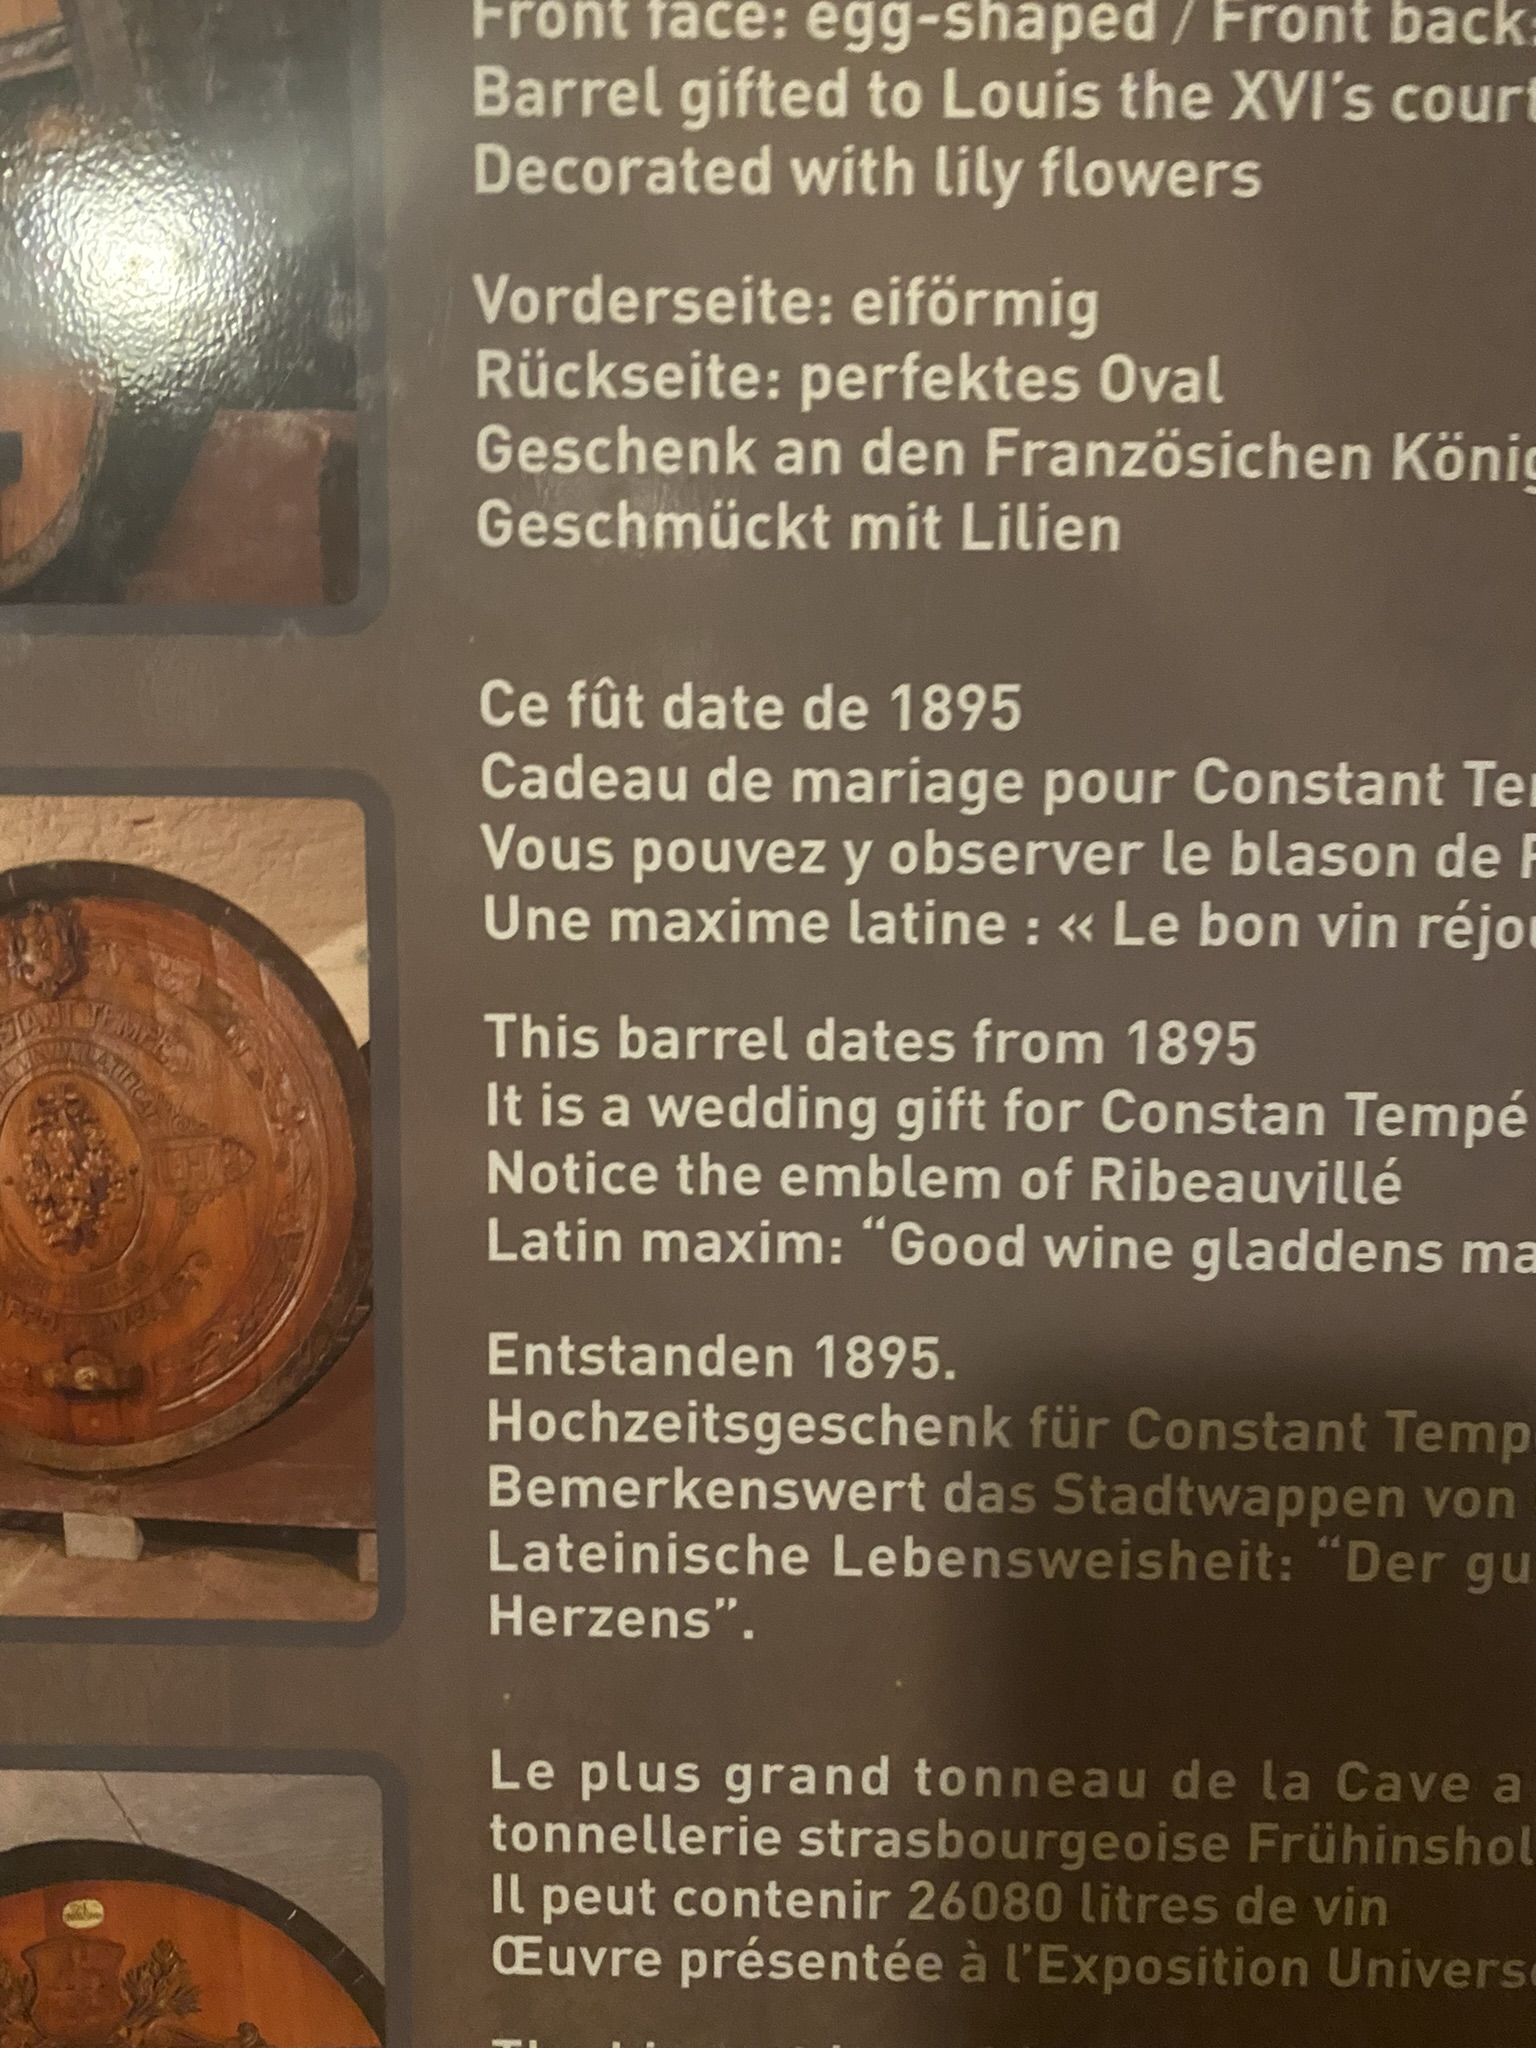 Front face: egg-shaped / Front back:
Barrel gifted to Louis the XVI's court
Decorated with lily flowers
Vorderseite: eiförmig
Rückseite: perfektes Oval
Geschenk an den Französichen König
Geschmückt mit Lilien
Ce fût date de 1895
Cadeau de mariage pour Constant
Vous pouvez y observer le blason de
Une maxime latine : « Le bon vin
This barrel dates from 1895
It is a wedding gift for Constan Tempé
Notice the emblem of Ribeauvillé
Latin maxim: “Good wine gladdens
Entstanden 1895.
Hochzeitsgeschenk für Constant Temp
Bemerkenswert das Stadtwappen von
Lateinische Lebensweisheit: “Der
Herzens”.
Le plus grand tonneau de la Cave a
tonnellerie strasbourgeoise Frühinshol
Il peut contenir 26080 litres de vin
Œuvre présentée à l'Exposition Univers